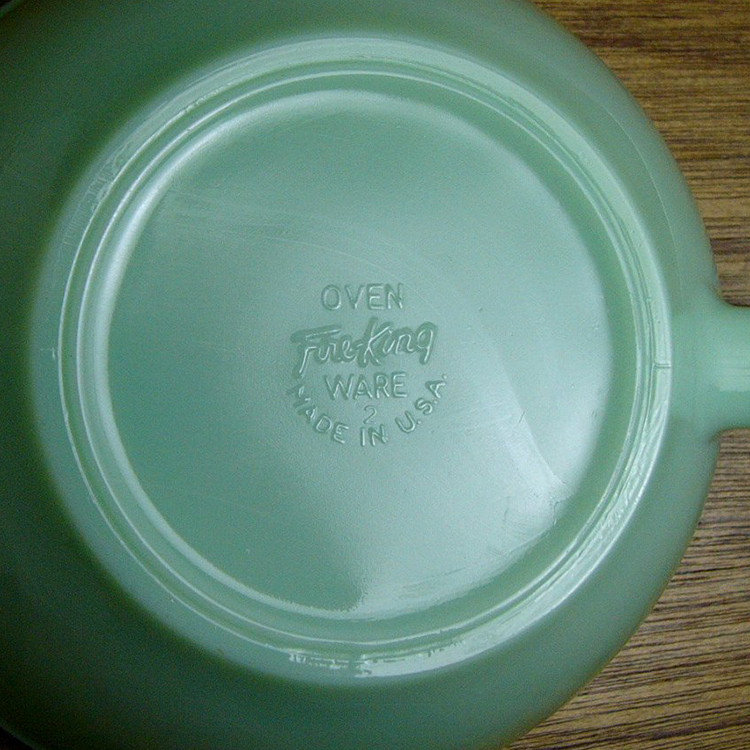 OVEN
Fire-King
WARE
2
MADE IN U.S.A.